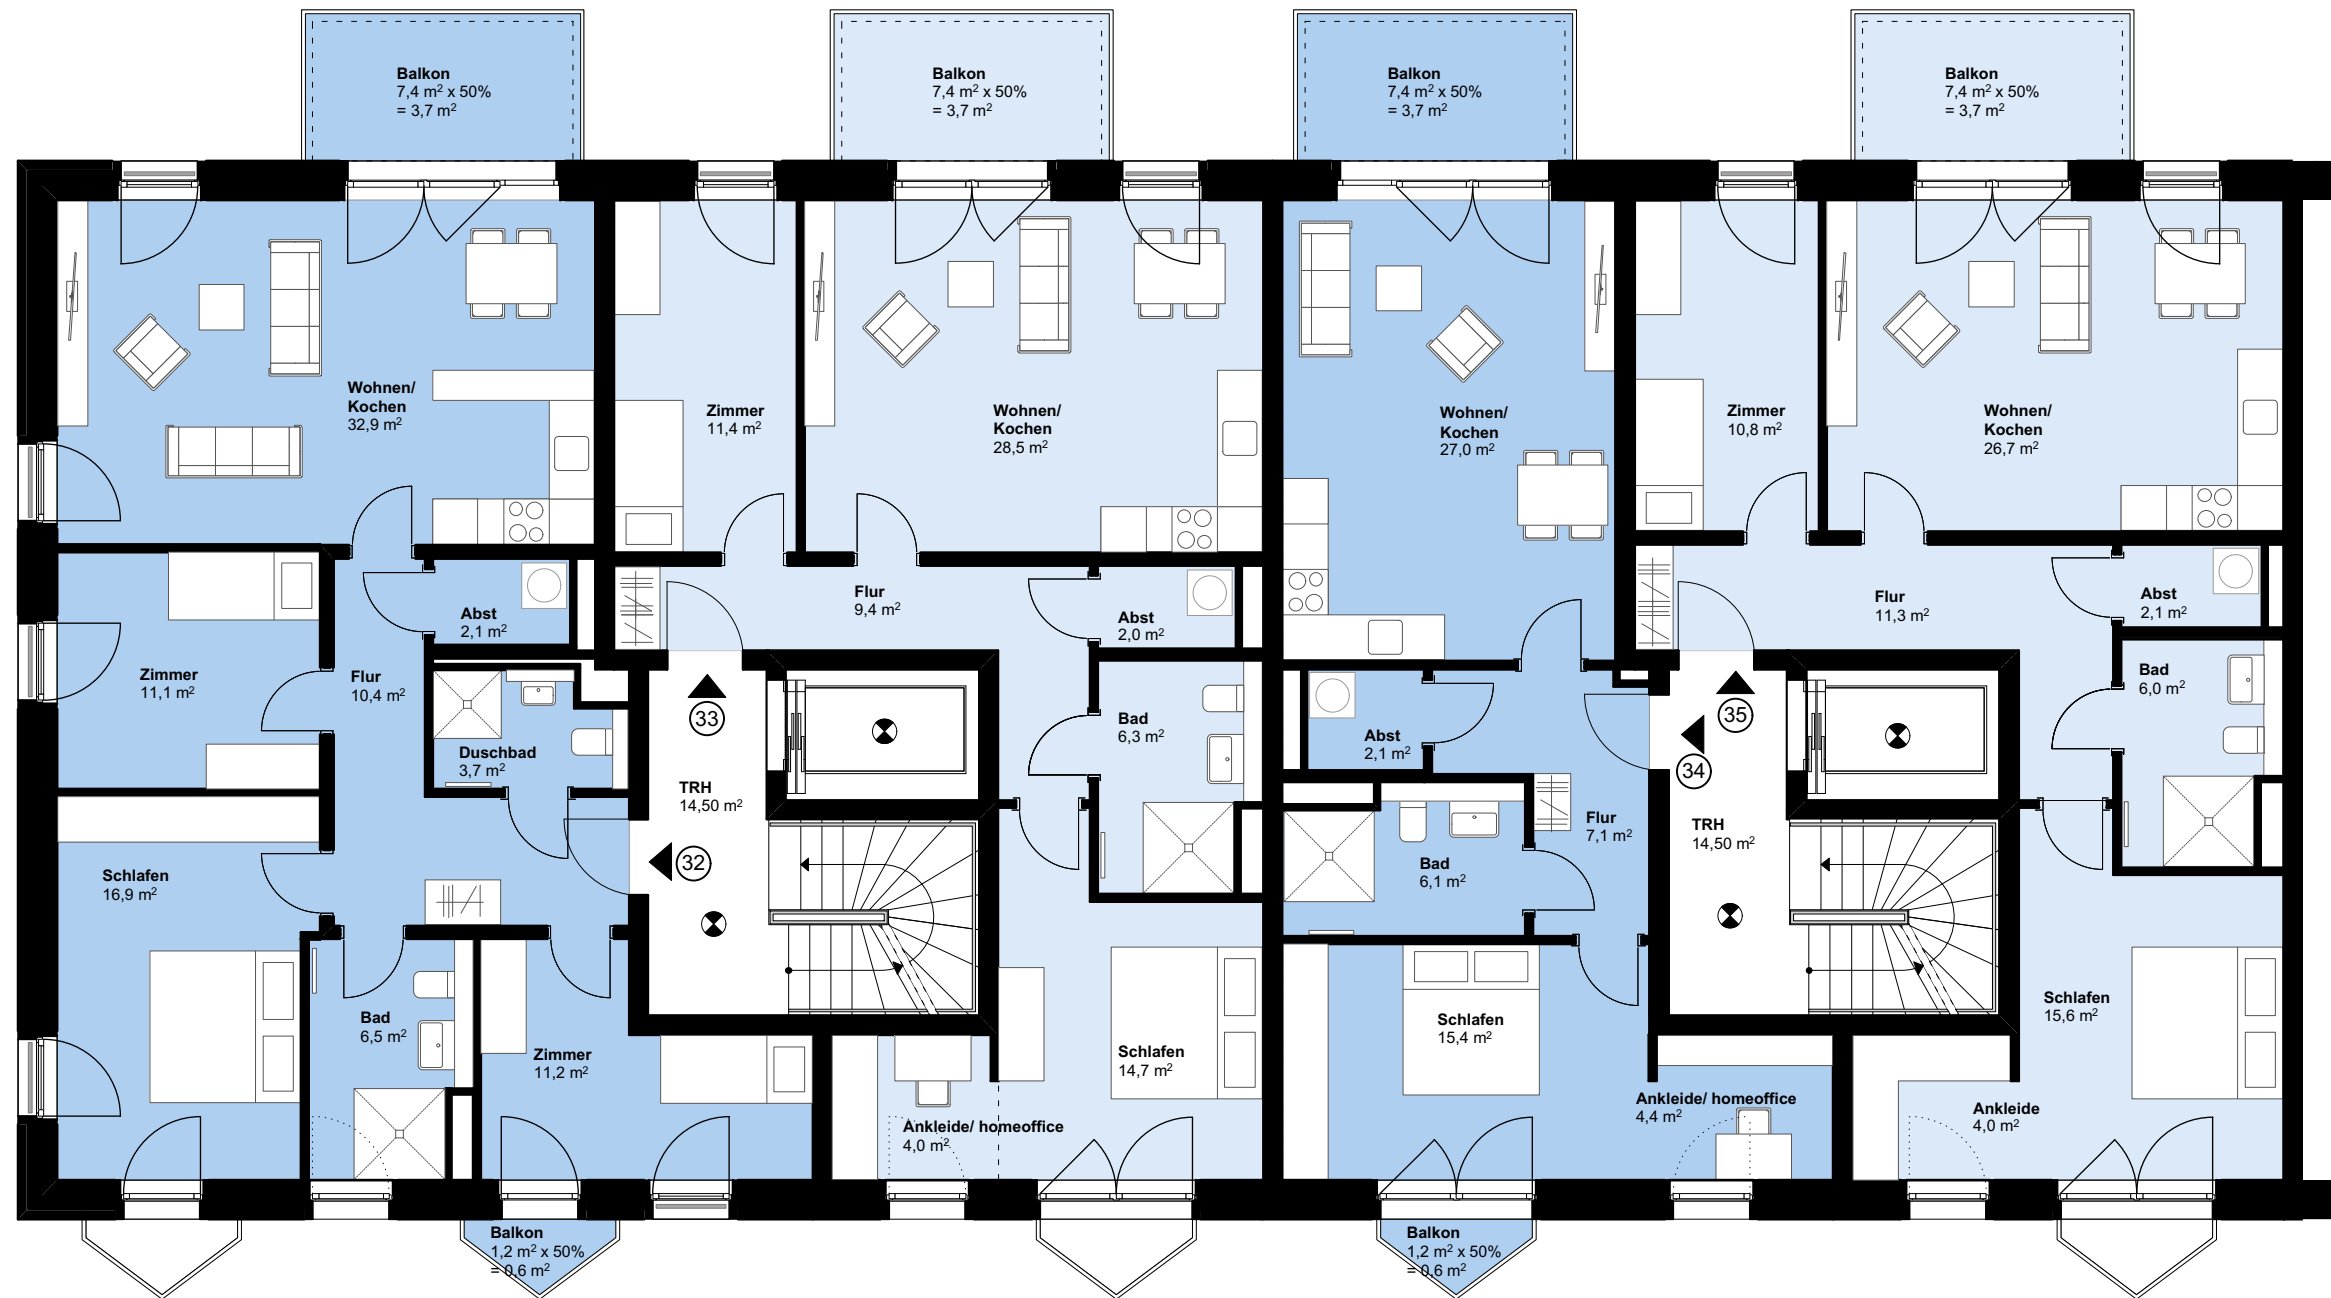 Balkon
7,4 m² x 50%
= 3,7 m²
Balkon
7,4 m² x 50%
= 3,7 m²
Balkon
7,4 m² x 50%
= 3,7 m²
Balkon
7,4 m² x 50%
= 3,7 m²
Wohnen/
Kochen
32,9 m²
Zimmer
11,4 m²
Wohnen/
Kochen
28,5 m²
Wohnen/
Kochen
27,0 m²
Zimmer
10,8 m²
Wohnen/
Kochen
26,7 m²
Abst
2,1 m²
Flur
9,4 m²
Abst
2,0 m²
Flur
11,3 m²
Abst
2,1 m²
Zimmer
11,1 m²
Flur
10,4 m²
Duschbad
3,7 m²
33
TRH
14,50 m²
32
Bad
6,3 m²
Abst
2,1 m²
35
34
Bad
6,0 m²
Schlafen
16,9 m²
Bad
6,1 m²
Flur
7,1 m²
TRH
14,50 m²
Bad
6,5 m²
Zimmer
11,2 m²
Schlafen
14,7 m²
Schlafen
15,4 m²
Schlafen
15,6 m²
Ankleide/ homeoffice
4,0 m²
Ankleide/ homeoffice
4,4 m²
Ankleide
4,0 m²
Balkon
1,2 m² x 50%
= 0,6 m²
Balkon
1,2 m² x 50%
= 0,6 m²